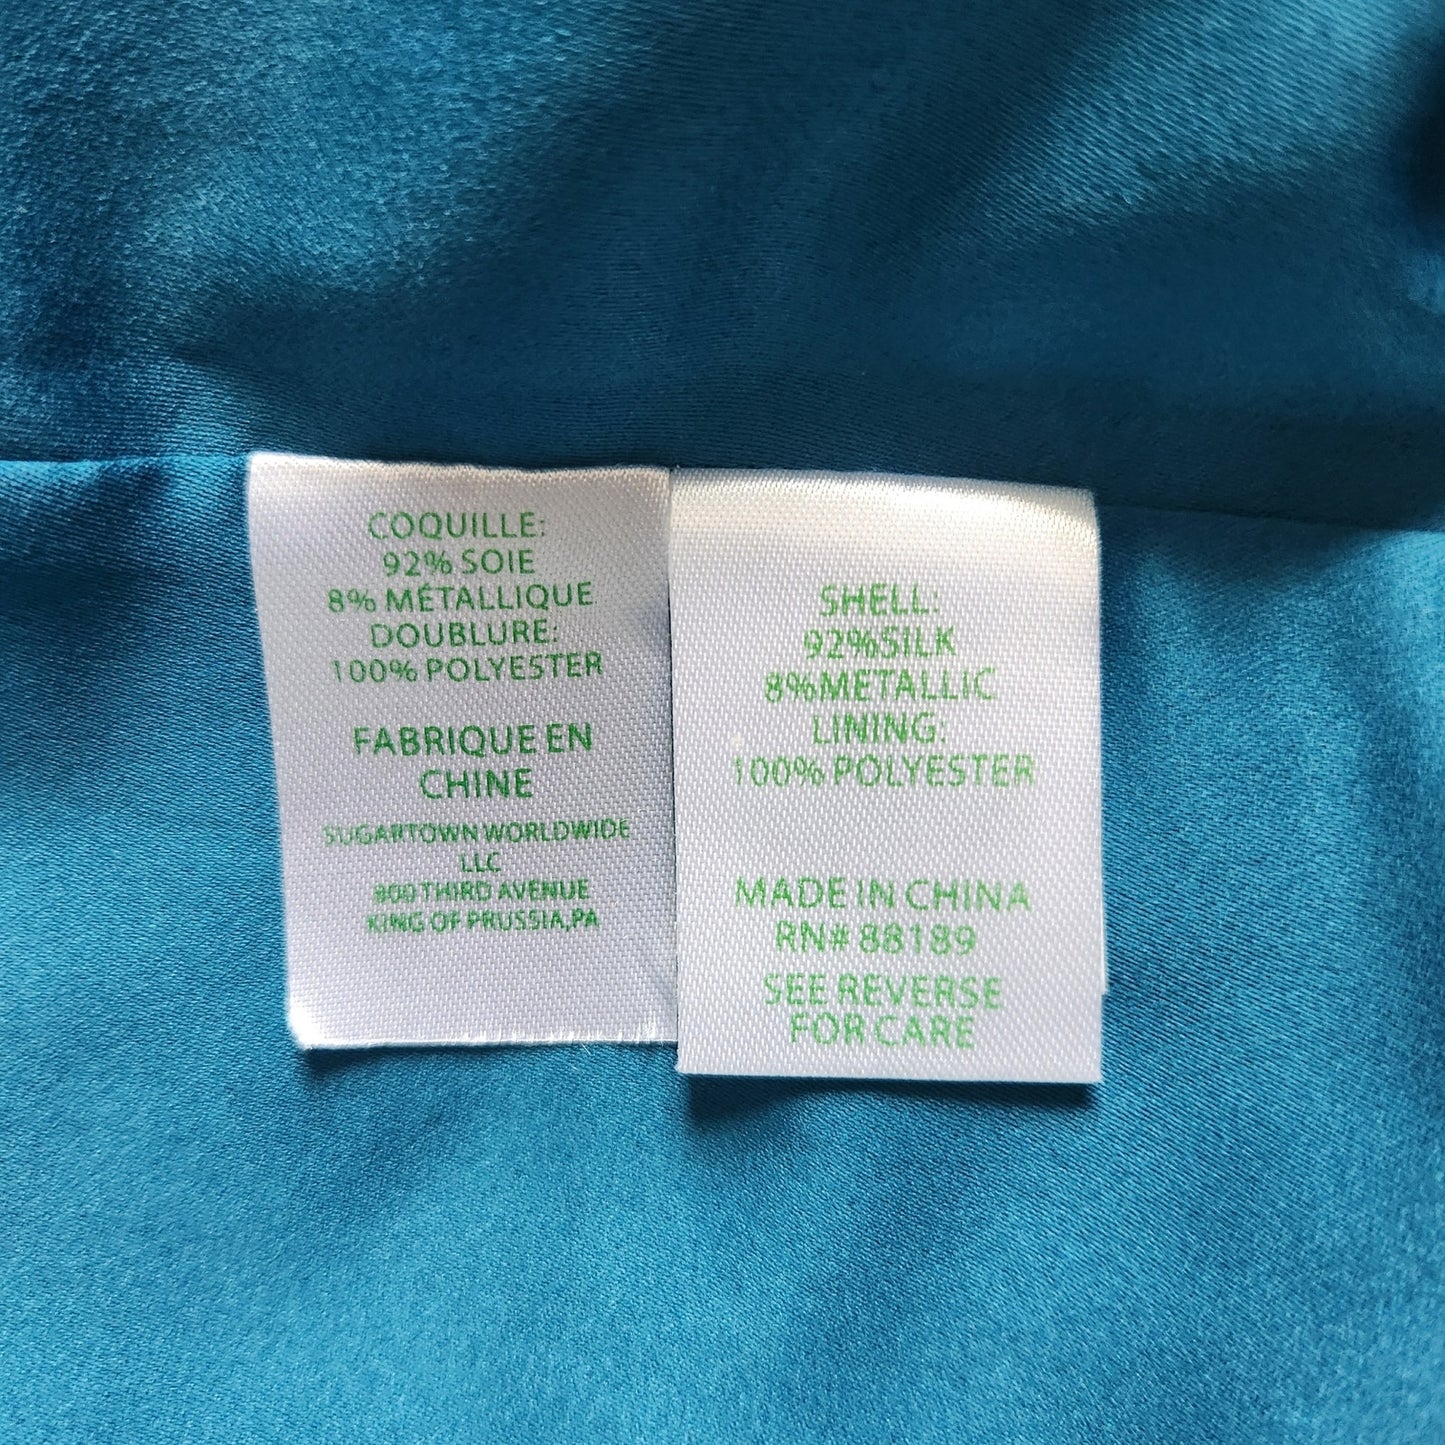 COQUILLE:
92% SOIE
8% MÉTALLIQUE
DOUBLURE:
100% POLYESTER
FABRIQUE EN
CHINE
SUGARTOWN WORLDWIDE
LLC
800 THIRD AVENUE
KING OF PRUSSIA,PA
SHELL:
92%SILK
8%METALLIC
LINING:
100% POLYESTER
MADE IN CHINA
RN# 88189
SEE REVERSE
FOR CARE